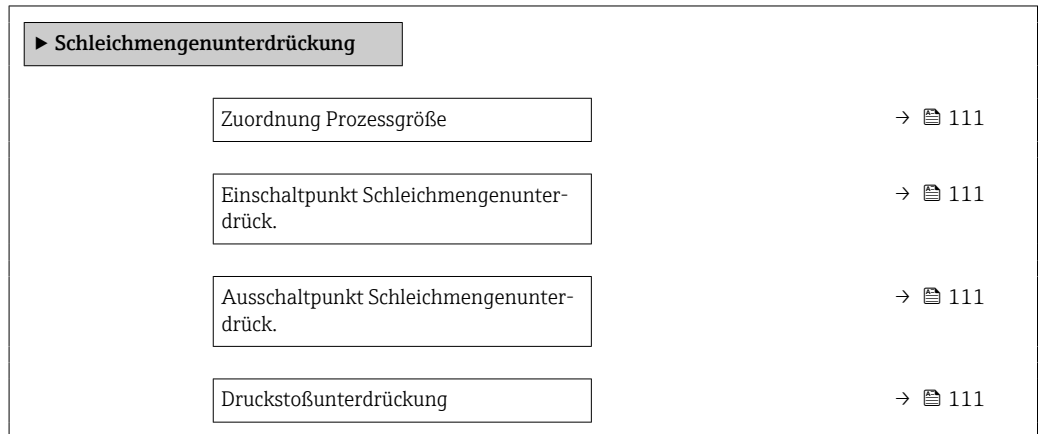 ▶ Schleichmengenunterdrückung
Zuordnung Prozessgröße → 111
Einschaltpunkt Schleichmengenunter-
drück. → 111
Ausschaltpunkt Schleichmengenunter-
drück. → 111
Druckstoßunterdrückung → 111